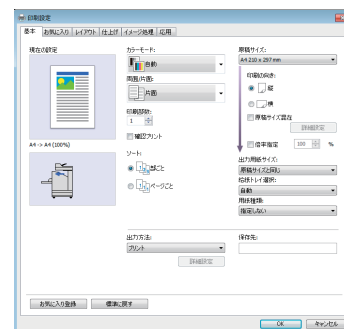 印刷設定
基本 お気に入り レイアウト 仕上げ イメージ処理 応用
現在の設定
A4 -> A4 (100%)
カラーモード:
自動
両面/片面:
片面
印刷部数:
1
確認プリント
ソート:
部ごと
ページごと
原稿サイズ:
A4 210 x 297 mm
印刷の向き:
縦
横
原稿サイズ混在
詳細設定
倍率指定 100 %
出力用紙サイズ:
原稿サイズと同じ
給紙トレイ選択:
自動
用紙種類:
指定しない
出力方法:
プリント
詳細設定
保存先:
お気に入り登録 標準に戻す
OK キャンセル